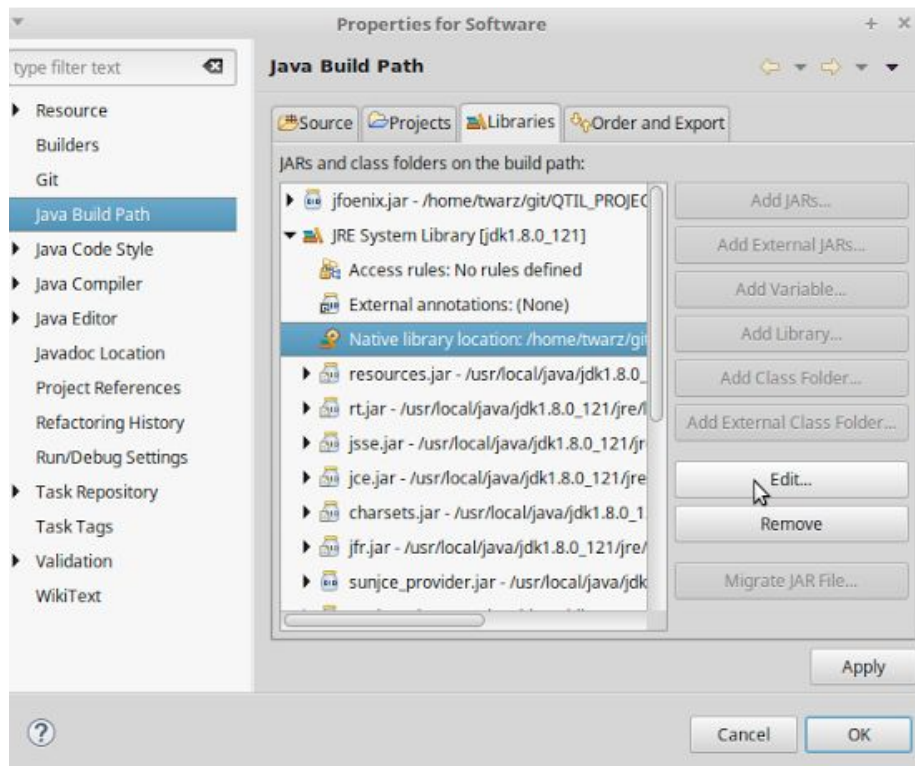 Properties for Software
type filter text
Resource
Builders
Git
Java Build Path
Java Code Style
Java Compiler
Java Editor
Javadoc Location
Project References
Refactoring History
Run/Debug Settings
Task Repository
Task Tags
Validation
WikiText
Java Build Path
Source
Projects
Libraries
Order and Export
JARs and class folders on the build path:
jfoenix.jar - /home/twarz/git/QTIL_PROJEC
JRE System Library [jdk1.8.0_121]
Access rules: No rules defined
External annotations: (None)
Native library location: /home/twarz/gi
resources.jar - /usr/local/java/jdk1.8.0_
rt.jar - /usr/local/java/jdk1.8.0_121/jre/l
jsse.jar - /usr/local/java/jdk1.8.0_121/jr
jce.jar - /usr/local/java/jdk1.8.0_121/jre
charsets.jar - /usr/local/java/jdk1.8.0_1
jfr.jar - /usr/local/java/jdk1.8.0_121/jre/
sunjce_provider.jar - /usr/local/java/jdk
Add JARs...
Add External JARs...
Add Variable...
Add Library...
Add Class Folder...
Add External Class Folder...
Edit...
Remove
Migrate JAR File...
Apply
Cancel
OK